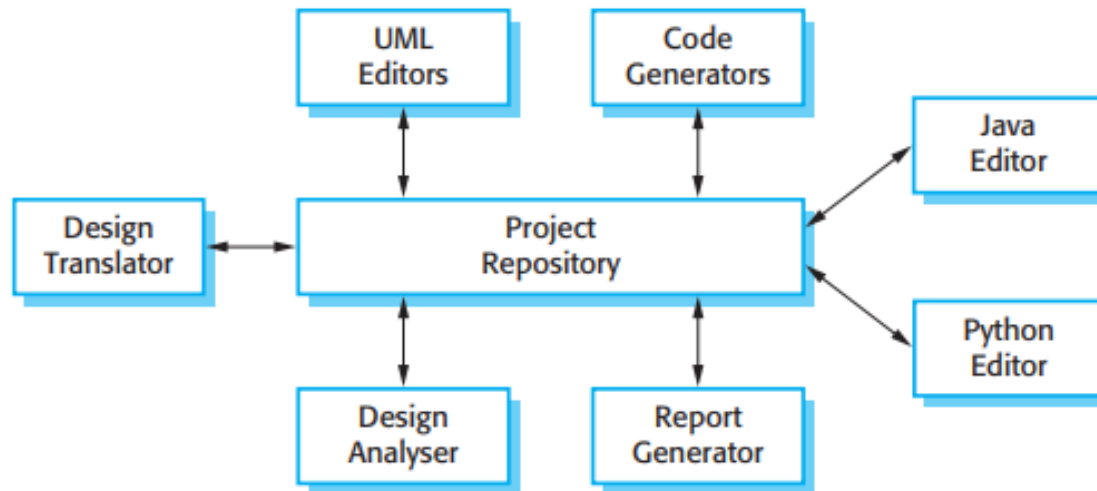 UML
Editors
Code
Generators
Java
Editor
Design
Translator
Project
Repository
Python
Editor
Design
Analyser
Report
Generator